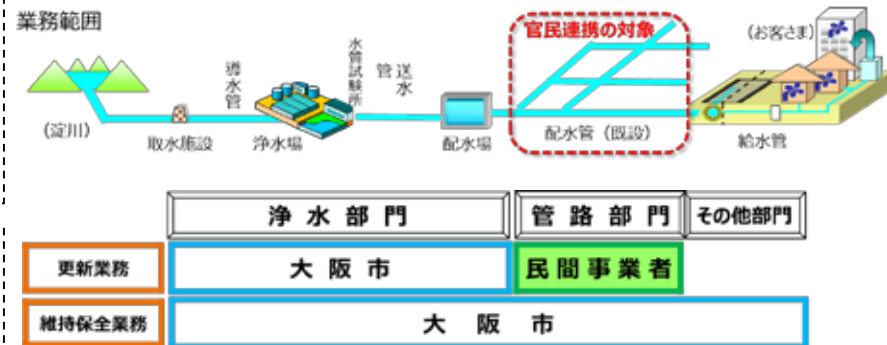 業務範囲
官民連携の対象
(お客さま)
導水管
水質試験所
送水管
(淀川)
取水施設
浄水場
配水場
配水管(既設)
給水管
浄水部門
管路部門
その他部門
更新業務
大阪市
民間事業者
維持保全業務
大阪市